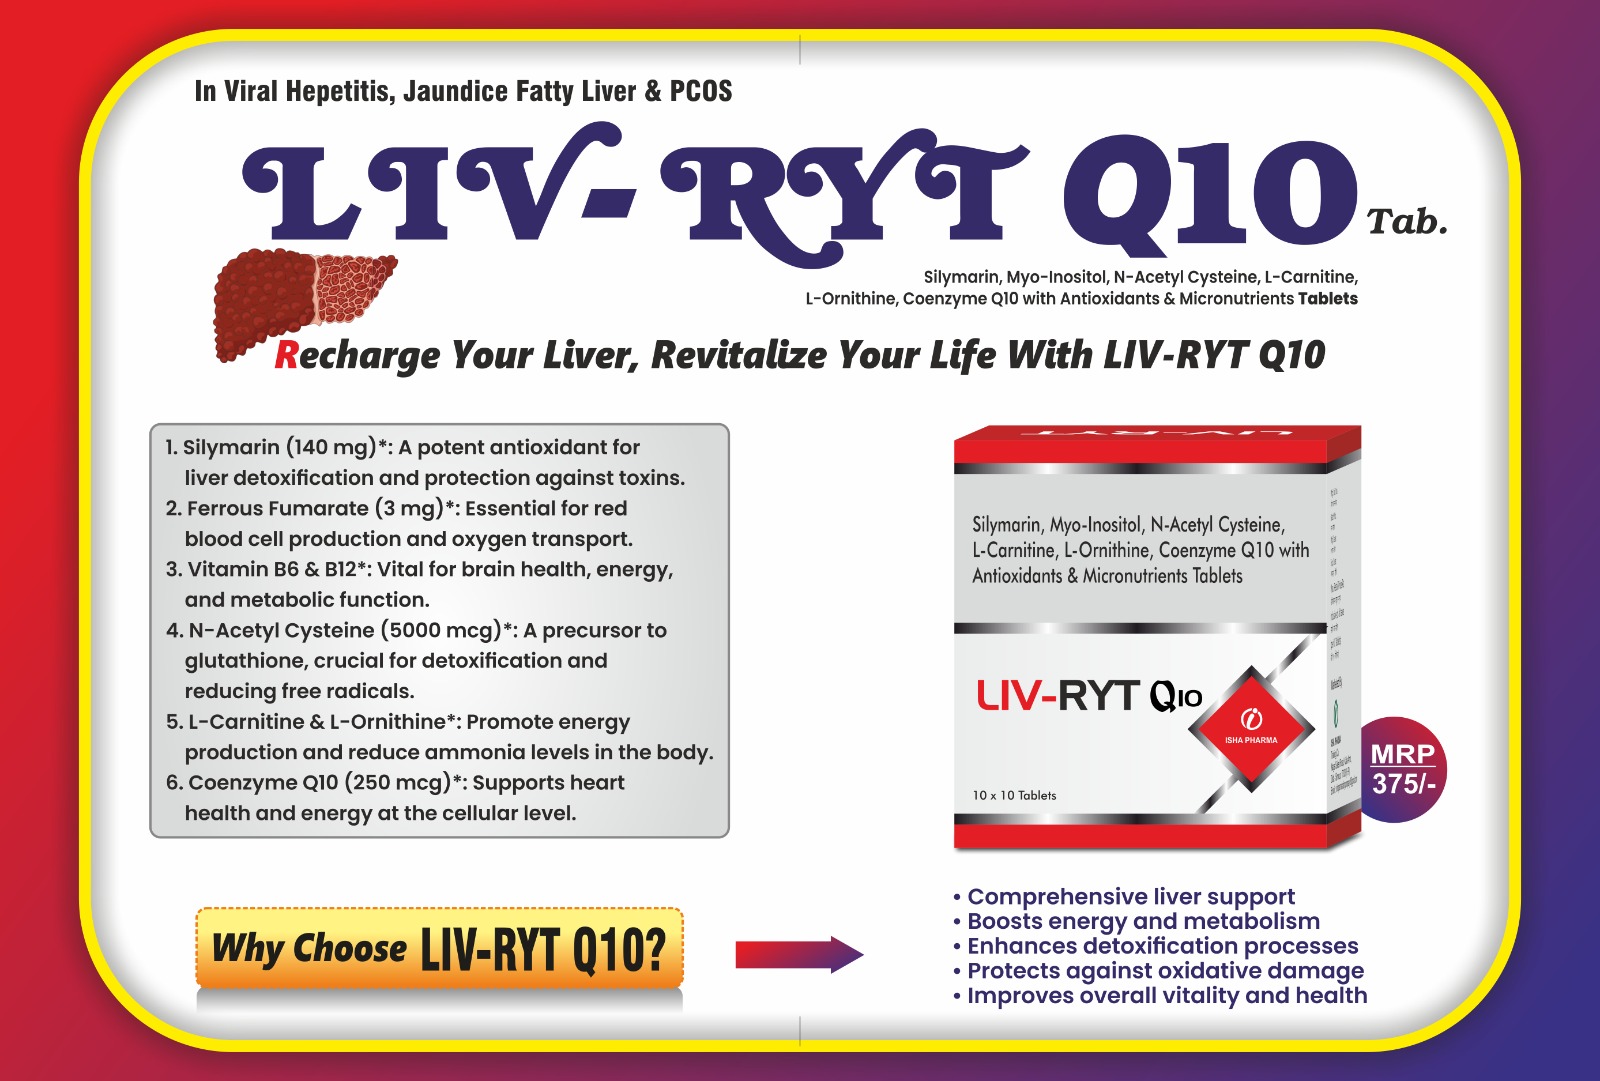 In Viral Hepetitis, Jaundice Fatty Liver & PCOS
LIV- RYT Q10 Tab.
Silymarin, Myo-Inositol, N-Acetyl Cysteine, L-Carnitine,
L-Ornithine, Coenzyme Q10 with Antioxidants & Micronutrients Tablets
Recharge Your Liver, Revitalize Your Life With LIV-RYT Q10
1. Silymarin (140 mg)*: A potent antioxidant for
liver detoxification and protection against toxins.
2. Ferrous Fumarate (3 mg)*: Essential for red
blood cell production and oxygen transport.
3. Vitamin B6 & B12*: Vital for brain health, energy,
and metabolic function.
4. N-Acetyl Cysteine (5000 mcg)*: A precursor to
glutathione, crucial for detoxification and
reducing free radicals.
5. L-Carnitine & L-Ornithine*: Promote energy
production and reduce ammonia levels in the body.
6. Coenzyme Q10 (250 mcg)*: Supports heart
health and energy at the cellular level.
LIV-RYT
Silymarin, Myo-Inositol, N-Acetyl Cysteine,
L-Carnitine, L-Ornithine, Coenzyme Q10 with
Antioxidants & Micronutrients Tablets
LIV-RYT Q10
ISHA PHARMA
10 x 10 Tablets
MRP
375/-
Why Choose LIV-RYT Q10?
• Comprehensive liver support
• Boosts energy and metabolism
• Enhances detoxification processes
• Protects against oxidative damage
• Improves overall vitality and health